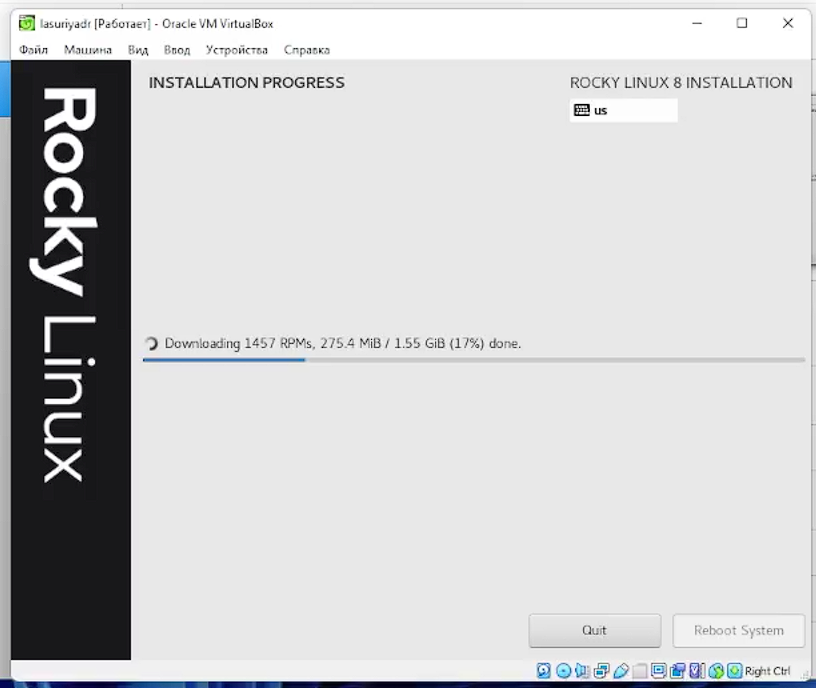 lasuriyadr [Работает] - Oracle VM VirtualBox
Файл Машина Вид Ввод Устройства Справка
Rocky Linux
INSTALLATION PROGRESS
ROCKY LINUX 8 INSTALLATION
us
Downloading 1457 RPMs, 275.4 MiB / 1.55 GiB (17%) done.
Quit
Reboot System
Right Ctrl